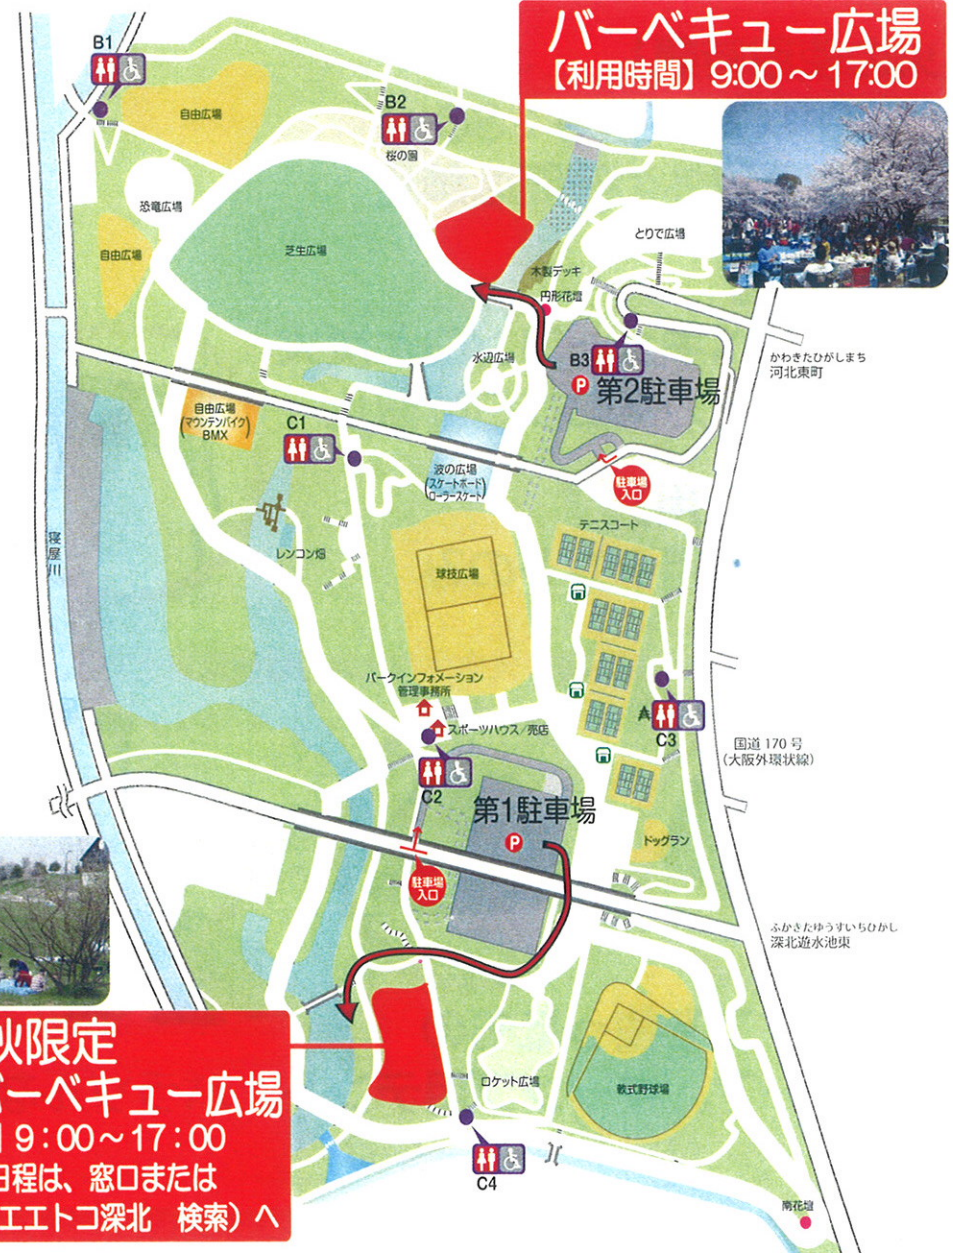 バーベキュー広場
【利用時間】 9:00～17:00
B1
自由広場
B2
桜の園
恐竜広場
自由広場
芝生広場
とりで広場
木製デッキ
円形花壇
水辺広場
B3
P
第2駐車場
かわきたひがしまち
河北東町
自由広場
(マウンテンバイク)
BMX
C1
波の広場
(スケートボード
ローラースケート)
駐車場
入口
テニスコート
寝屋川
レンコン畑
球技広場
パークインフォメーション
管理事務所
スポーツハウス／売店
C2
C3
国道 170 号
(大阪外環状線)
第1駐車場
P
ドッグラン
駐車場
入口
ふかきたゆうすいちひがし
深北遊水池東
秋限定
バーベキュー広場
9：00～17：00
日程は、窓口または
エエトコ深北 検索）へ
ロケット広場
軟式野球場
C4
南花壇